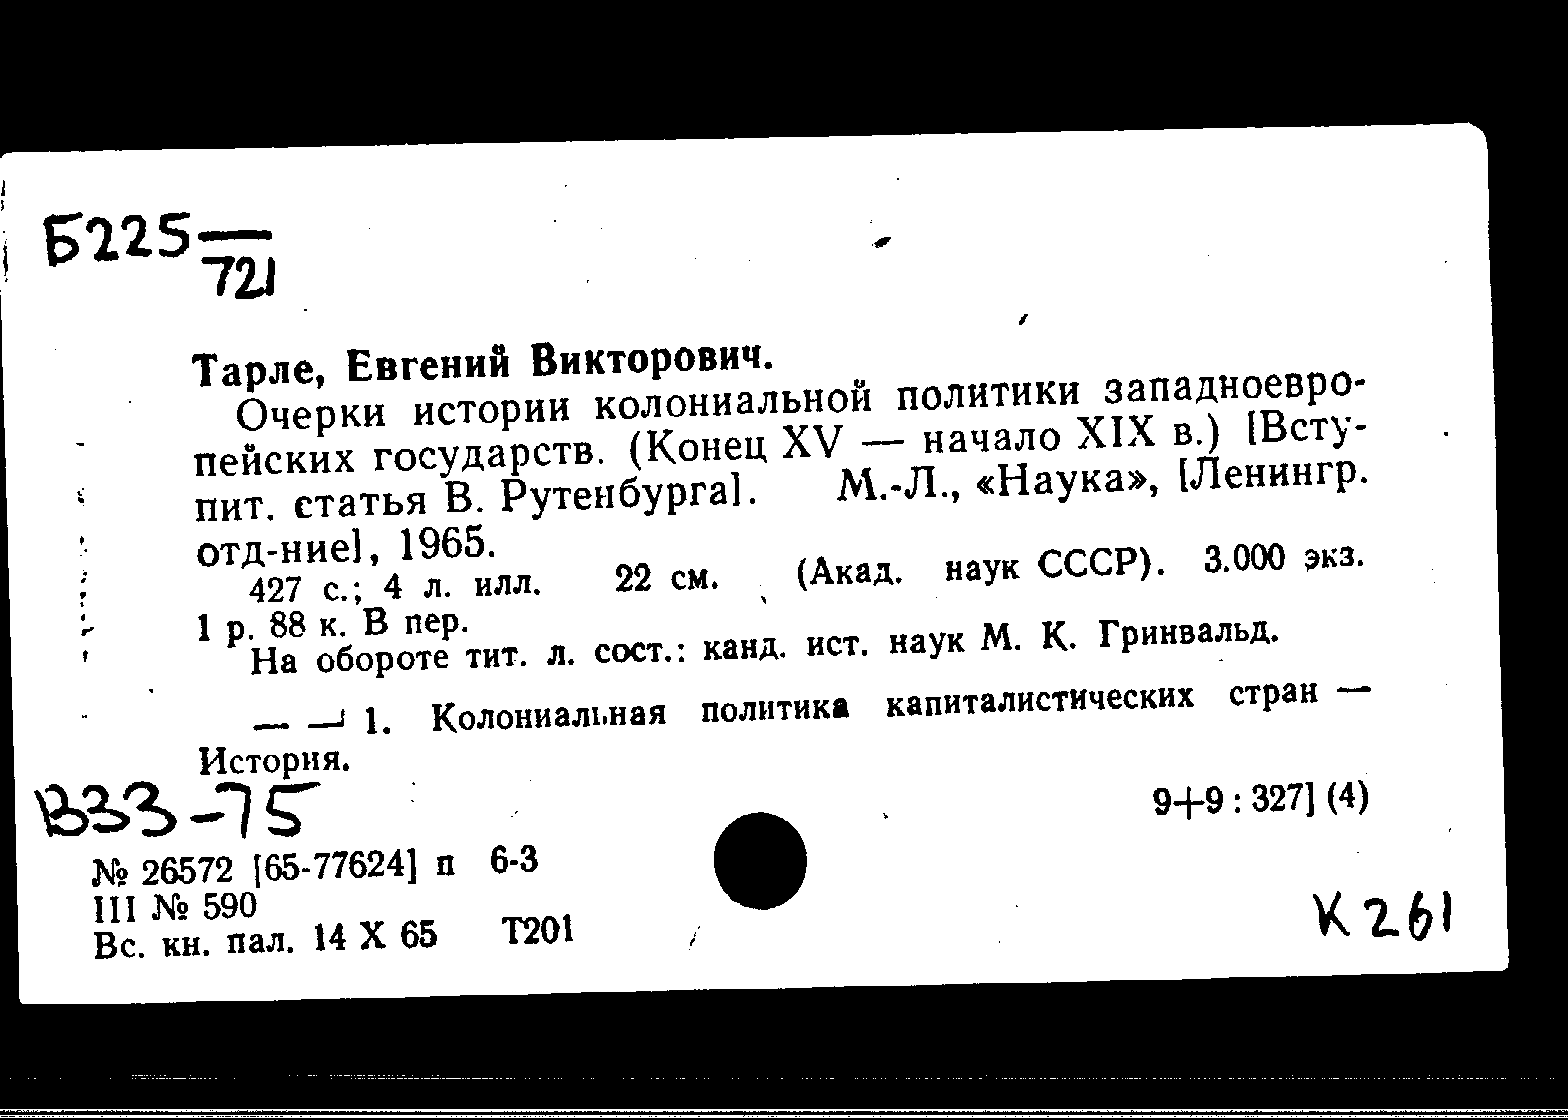 Б225—
721
Тарле, Евгений Викторович.
Очерки истории колониальной политики западноевро-
пейских государств. (Конец XV — начало XIX в.) [Всту-
пит. статья В. Рутенбурга]. М.-Л., «Наука», [Ленингр.
отд-ние], 1965.
427 с.; 4 л. илл. 22 см. (Акад. наук СССР). 3.000 экз.
1 р. 88 к. В пер.
На обороте тит. л. сост.: канд. ист. наук М. К. Гринвальд.
— —ᒧ 1. Колониальная политика капиталистических стран —
История.
В33-75
9+9 : 327] (4)
№ 26572 [65-77624] п 6-3
III № 590
Вс. кн. пал. 14 X 65 Т201
К 261